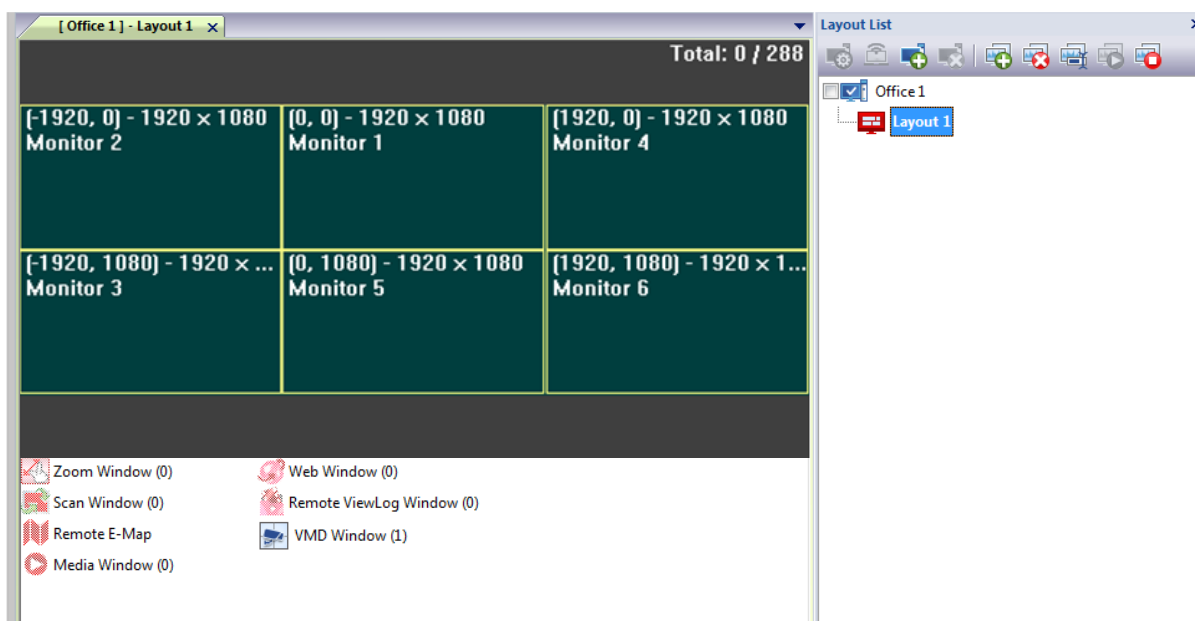 [ Office 1 ] - Layout 1
Total: 0 / 288
(-1920, 0) - 1920 × 1080
Monitor 2
(0, 0) - 1920 × 1080
Monitor 1
(1920, 0) - 1920 × 1080
Monitor 4
(-1920, 1080) - 1920 × ...
Monitor 3
(0, 1080) - 1920 × 1080
Monitor 5
(1920, 1080) - 1920 × 1...
Monitor 6
Zoom Window (0)
Web Window (0)
Scan Window (0)
Remote ViewLog Window (0)
Remote E-Map
VMD Window (1)
Media Window (0)
Layout List
Office 1
Layout 1